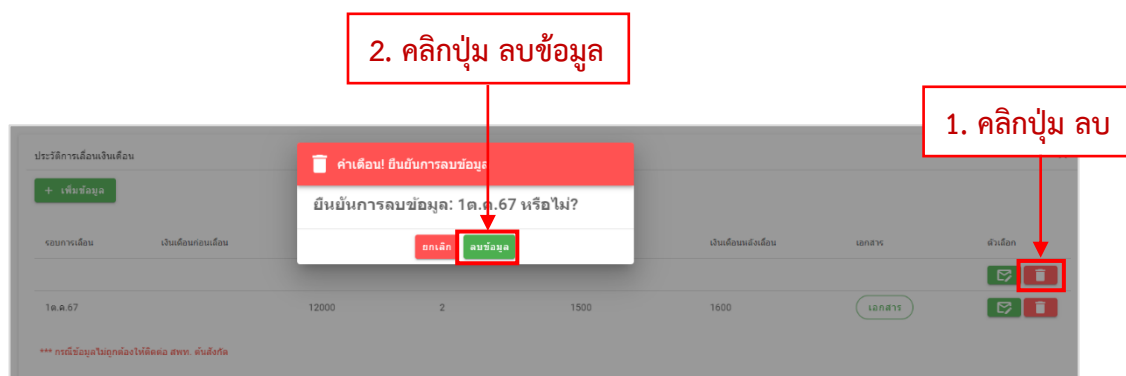 2. คลิกปุ่ม ลบข้อมูล
1. คลิกปุ่ม ลบ
ประวัติการเลื่อนเงินเดือน
คำเตือน! ยืนยันการลบข้อมูล
+ เพิ่มข้อมูล
ยืนยันการลบข้อมูล: 1ต.ค.67 หรือไม่?
รอบการเลื่อน เงินเดือนก่อนเลื่อน เงินเดือนหลังเลื่อน เอกสาร ตัวเลือก
ยกเลิก ลบข้อมูล
1ต.ค.67 12000 2 1500 1600 เอกสาร
*** กรณีข้อมูลไม่ถูกต้องให้ติดต่อ สพท. ต้นสังกัด